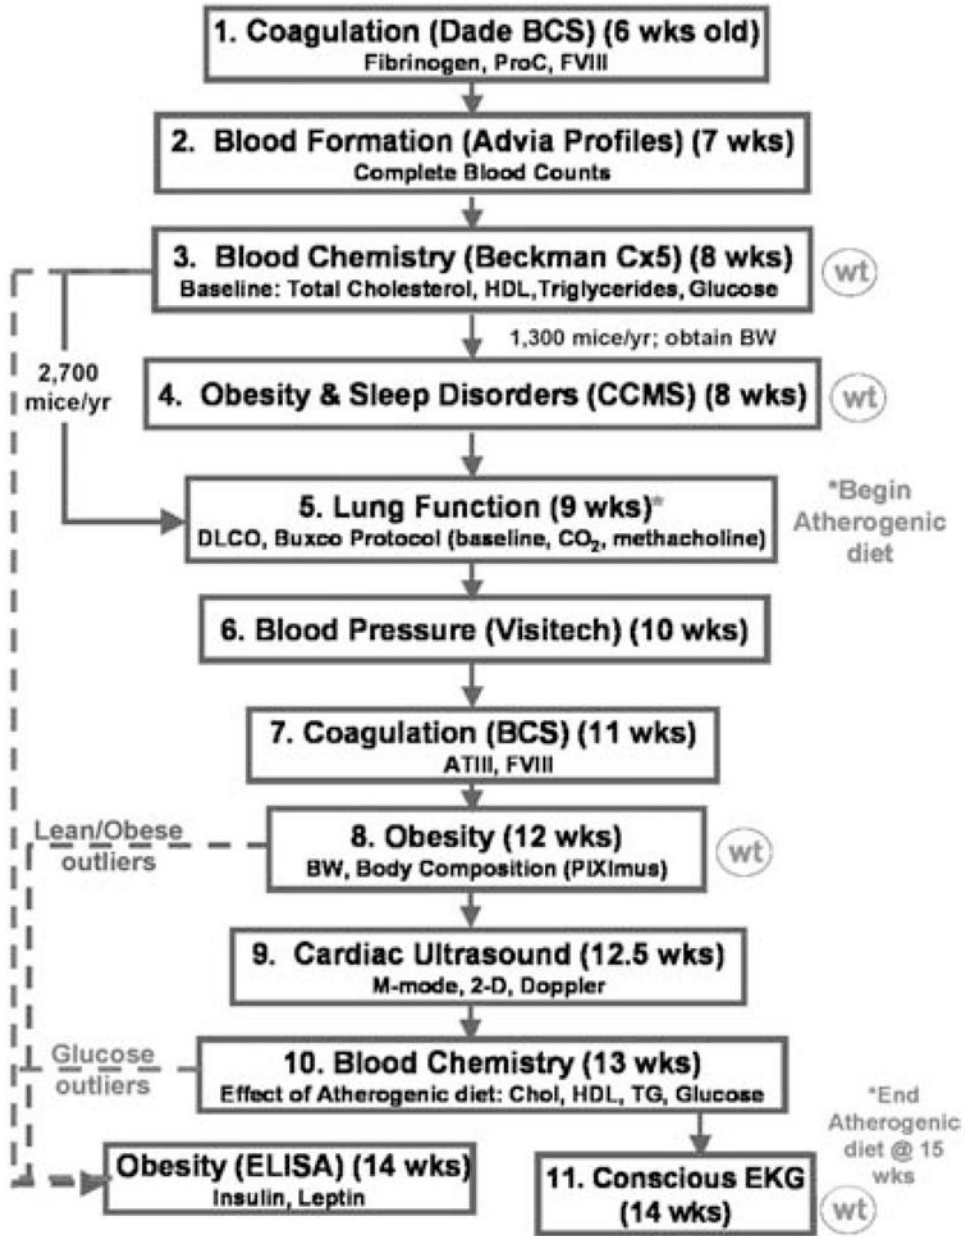 1. Coagulation (Dade BCS) (6 wks old)
Fibrinogen, ProC, FVIII
2. Blood Formation (Advia Profiles) (7 wks)
Complete Blood Counts
3. Blood Chemistry (Beckman Cx5) (8 wks)
Baseline: Total Cholesterol, HDL,Triglycerides, Glucose
wt
1,300 mice/yr; obtain BW
2,700
mice/yr
4. Obesity & Sleep Disorders (CCMS) (8 wks)
wt
5. Lung Function (9 wks)*
DLCO, Buxco Protocol (baseline, CO₂, methacholine)
*Begin
Atherogenic
diet
6. Blood Pressure (Visitech) (10 wks)
7. Coagulation (BCS) (11 wks)
ATIII, FVIII
Lean/Obese
outliers
8. Obesity (12 wks)
BW, Body Composition (PIXImus)
wt
9. Cardiac Ultrasound (12.5 wks)
M-mode, 2-D, Doppler
Glucose
outliers
10. Blood Chemistry (13 wks)
Effect of Atherogenic diet: Chol, HDL, TG, Glucose
*End
Atherogenic
diet @ 15
wks
Obesity (ELISA) (14 wks)
Insulin, Leptin
11. Conscious EKG
(14 wks)
wt